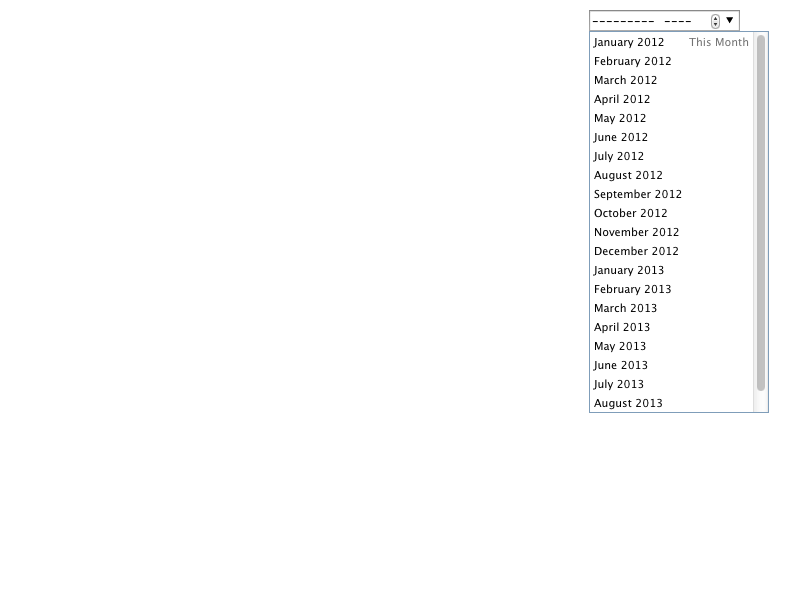 --------- ----
January 2012 This Month
February 2012
March 2012
April 2012
May 2012
June 2012
July 2012
August 2012
September 2012
October 2012
November 2012
December 2012
January 2013
February 2013
March 2013
April 2013
May 2013
June 2013
July 2013
August 2013